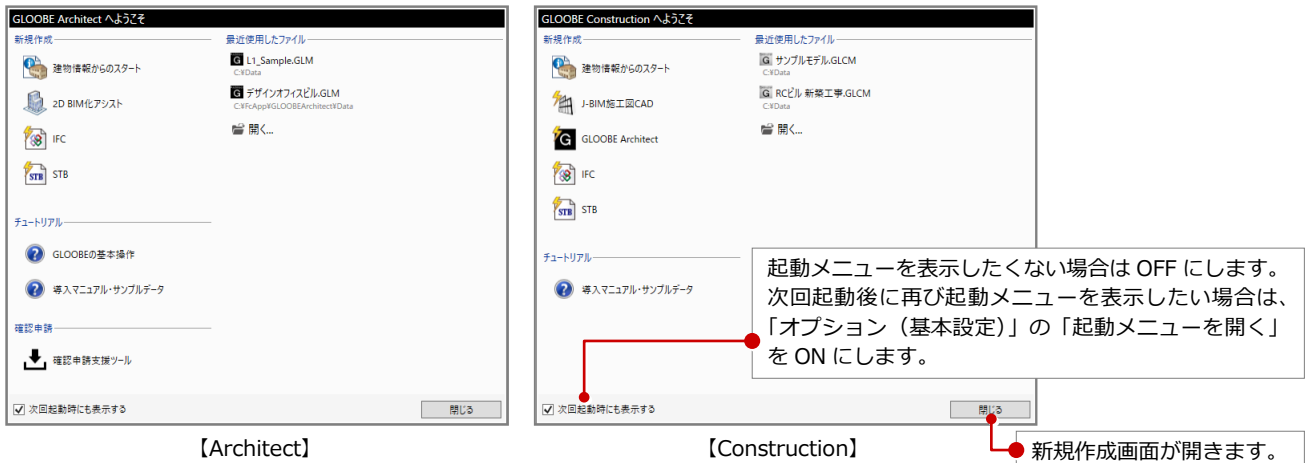 GLOOBE Architect へようこそ
新規作成
建物情報からのスタート
2D BIM化アシスト
IFC
STB
最近使用したファイル
L1_Sample.GLM
C:¥Data
デザインオフィスビル.GLM
C:¥FcApp¥GLOOBEArchitect¥Data
開く...
チュートリアル
GLOOBEの基本操作
導入マニュアル・サンプルデータ
確認申請
確認申請支援ツール
次回起動時にも表示する
閉じる
【Architect】
GLOOBE Construction へようこそ
新規作成
建物情報からのスタート
J-BIM施工図CAD
GLOOBE Architect
IFC
STB
最近使用したファイル
サンプルモデル.GLCM
C:¥Data
RCビル 新築工事.GLCM
C:¥Data
開く...
チュートリアル
導入マニュアル・サンプルデータ
起動メニューを表示したくない場合は OFF にします。
次回起動後に再び起動メニューを表示したい場合は、
「オプション（基本設定）」の「起動メニューを開く」
を ON にします。
次回起動時にも表示する
閉じる
【Construction】
新規作成画面が開きます。